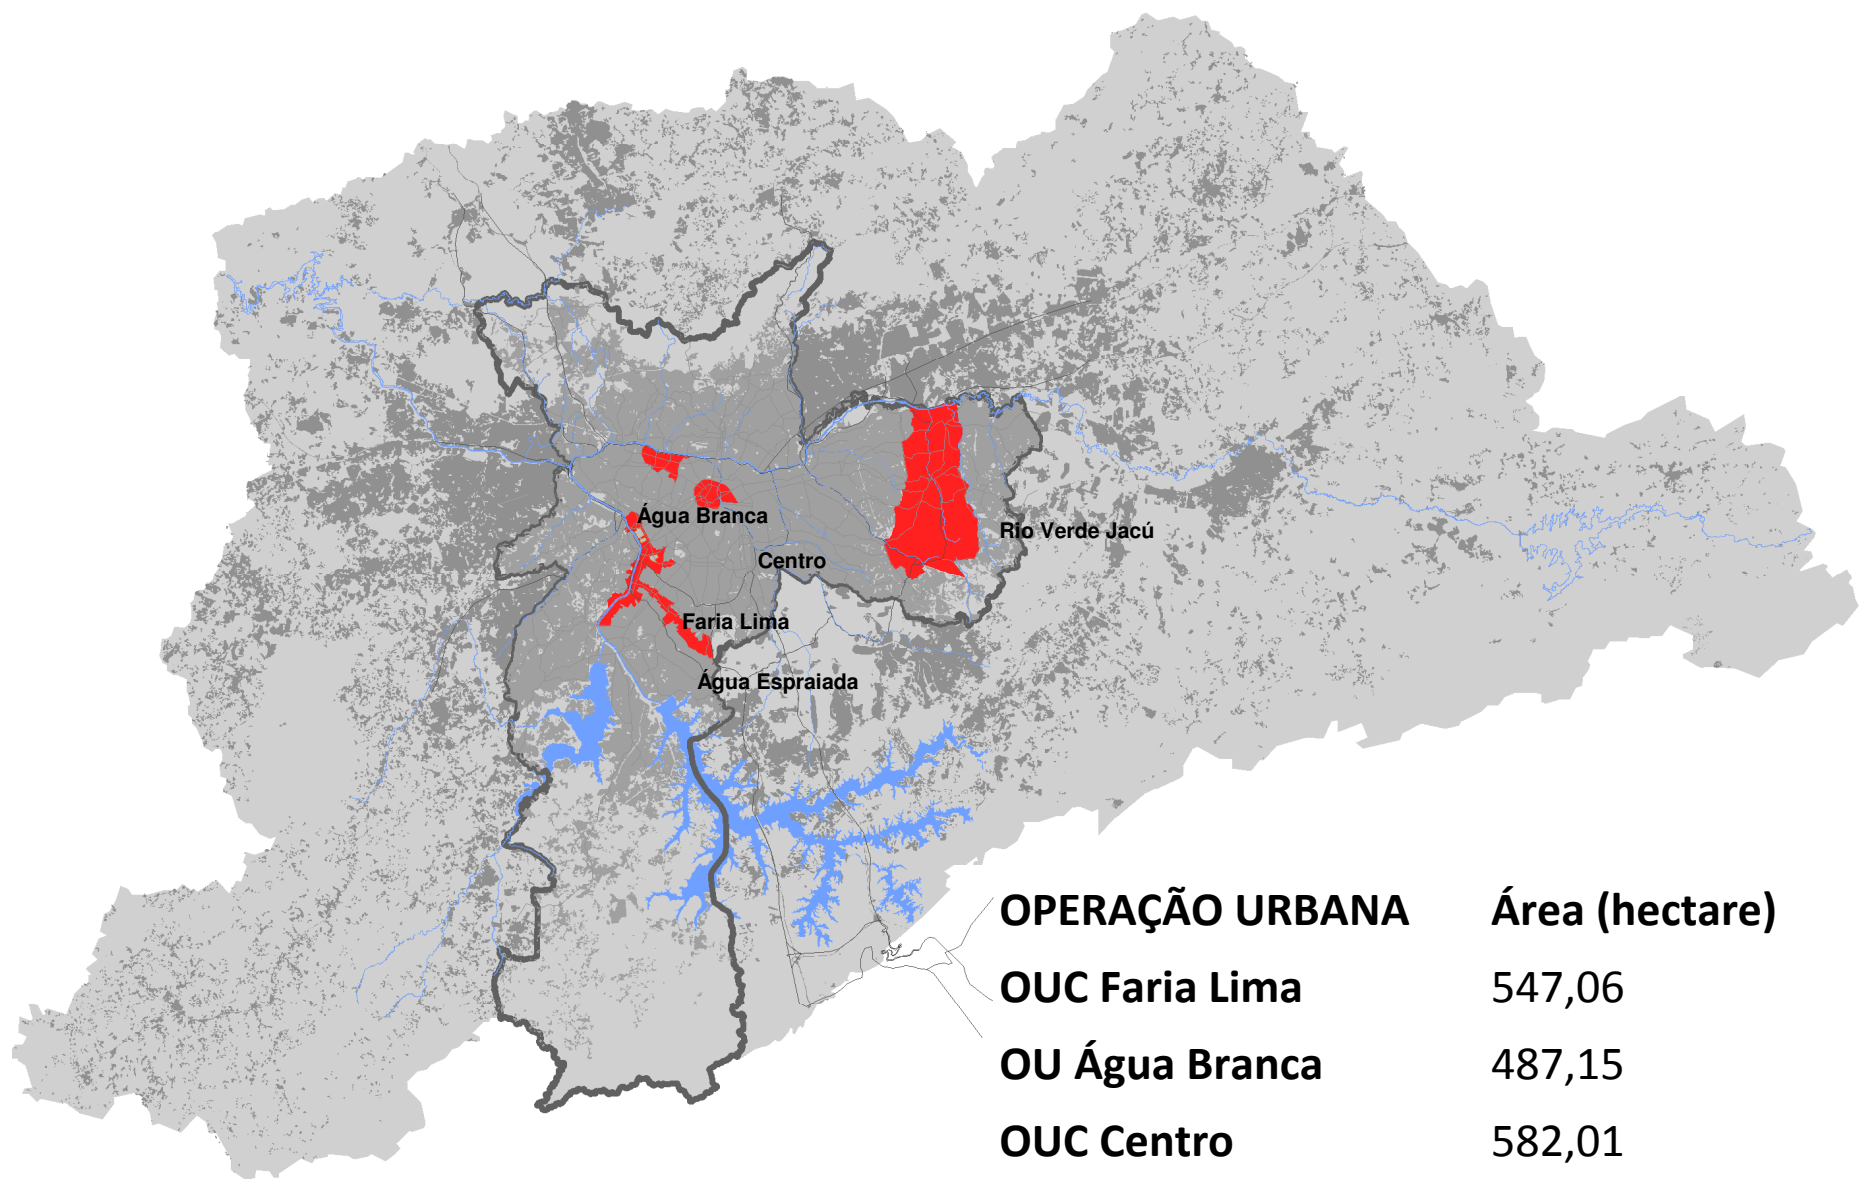 Água Branca
Rio Verde Jacú
Centro
Faria Lima
Água Espraiada
OPERAÇÃO URBANA Área (hectare)
OUC Faria Lima 547,06
OU Água Branca 487,15
OUC Centro 582,01